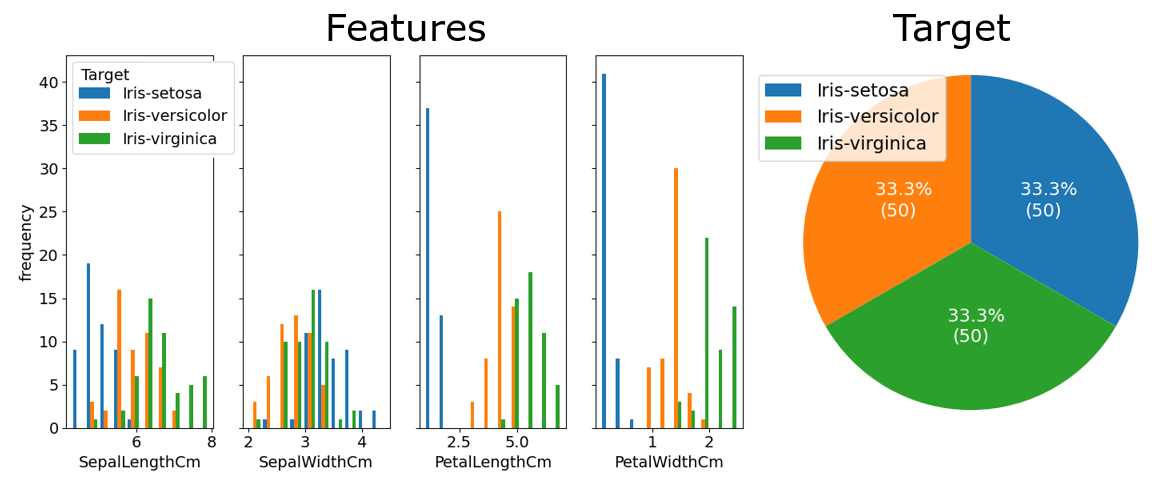 Features
Target
Target
Iris-setosa
Iris-versicolor
Iris-virginica
frequency
40
35
30
25
20
15
10
5
0
6 8
SepalLengthCm
2 3 4
SepalWidthCm
2.5 5.0
PetalLengthCm
1 2
PetalWidthCm
Iris-setosa
Iris-versicolor
Iris-virginica
33.3%
(50)
33.3%
(50)
33.3%
(50)